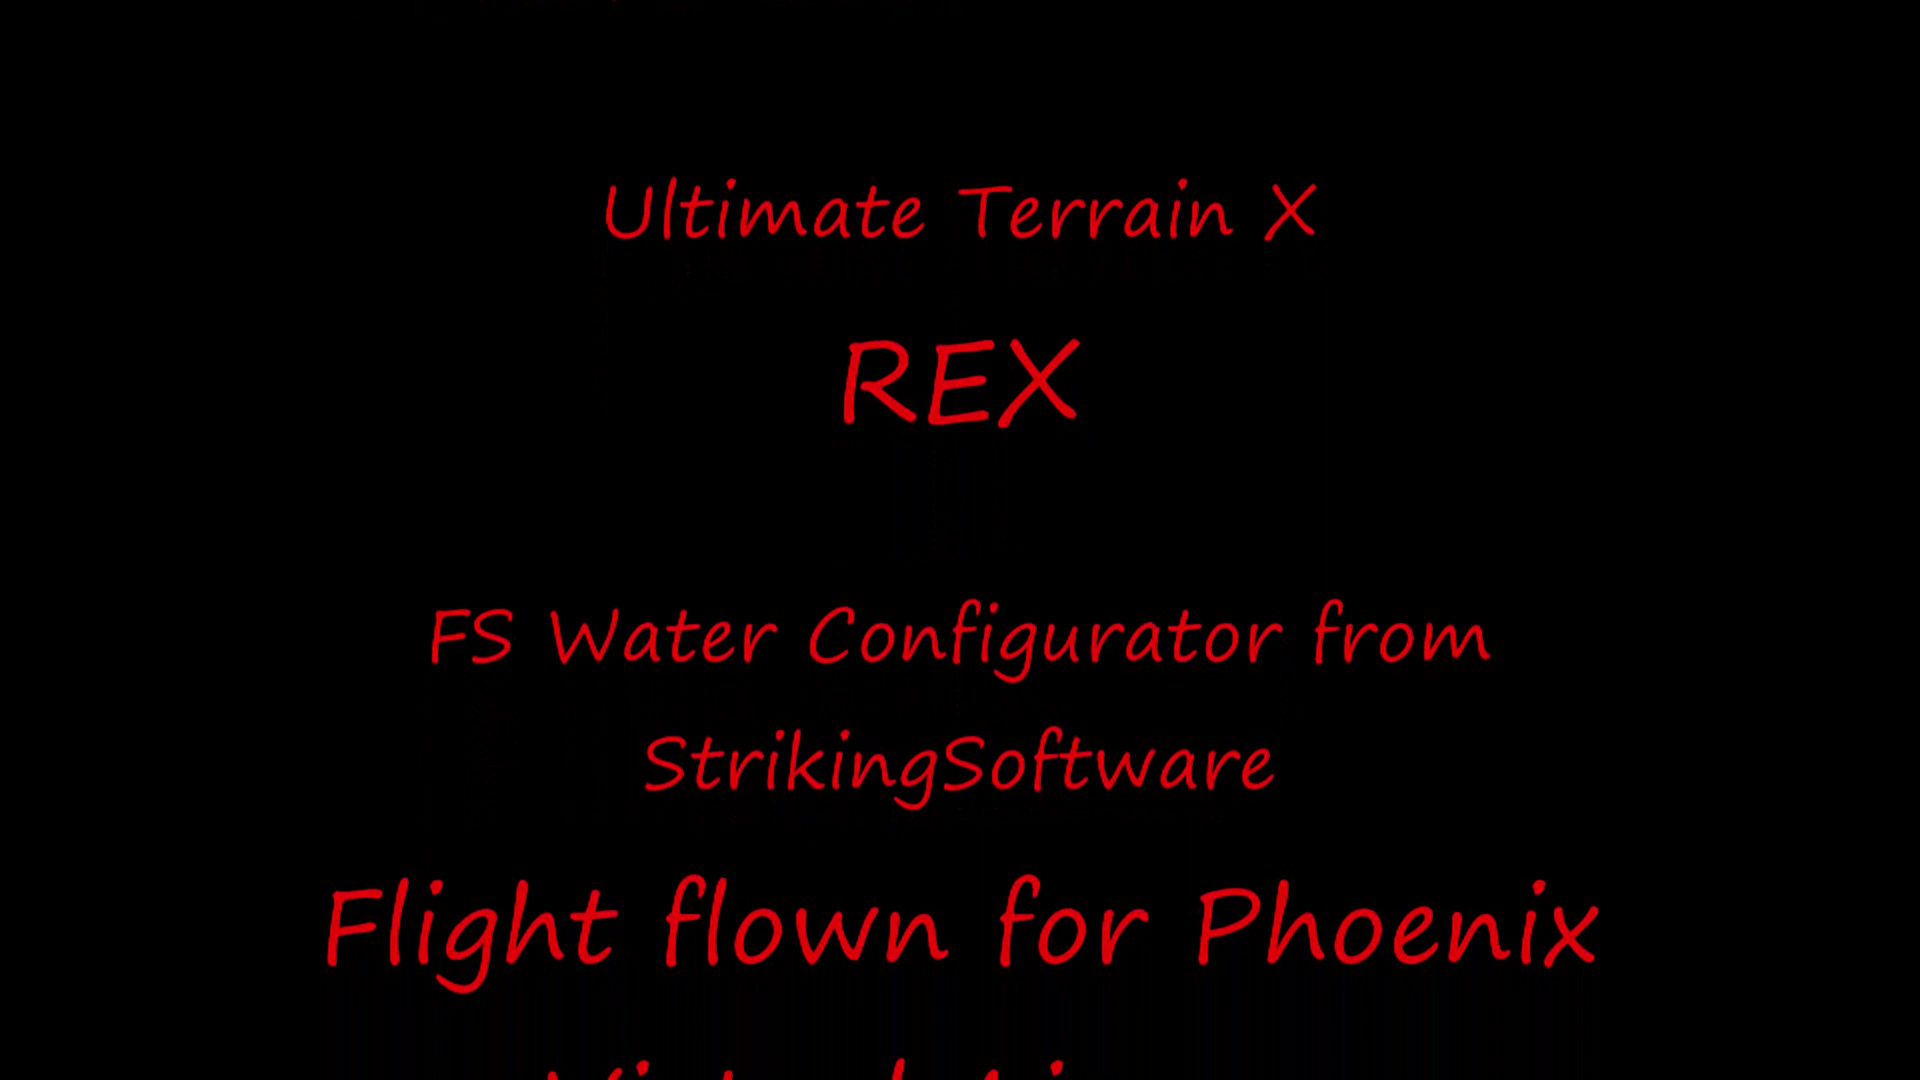 Ultimate Terrain X
REX
FS Water Configurator from
StrikingSoftware
Flight flown for Phoenix